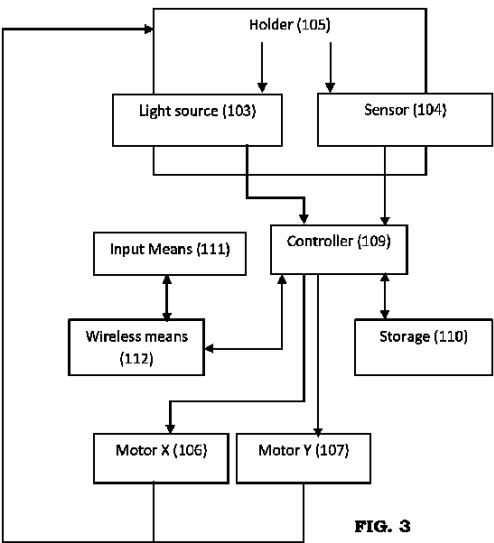 Holder (105)
Light source (103)
Sensor (104)
Input Means (111)
Controller (109)
Wireless means
(112)
Storage (110)
Motor X (106)
Motor Y (107)
FIG. 3